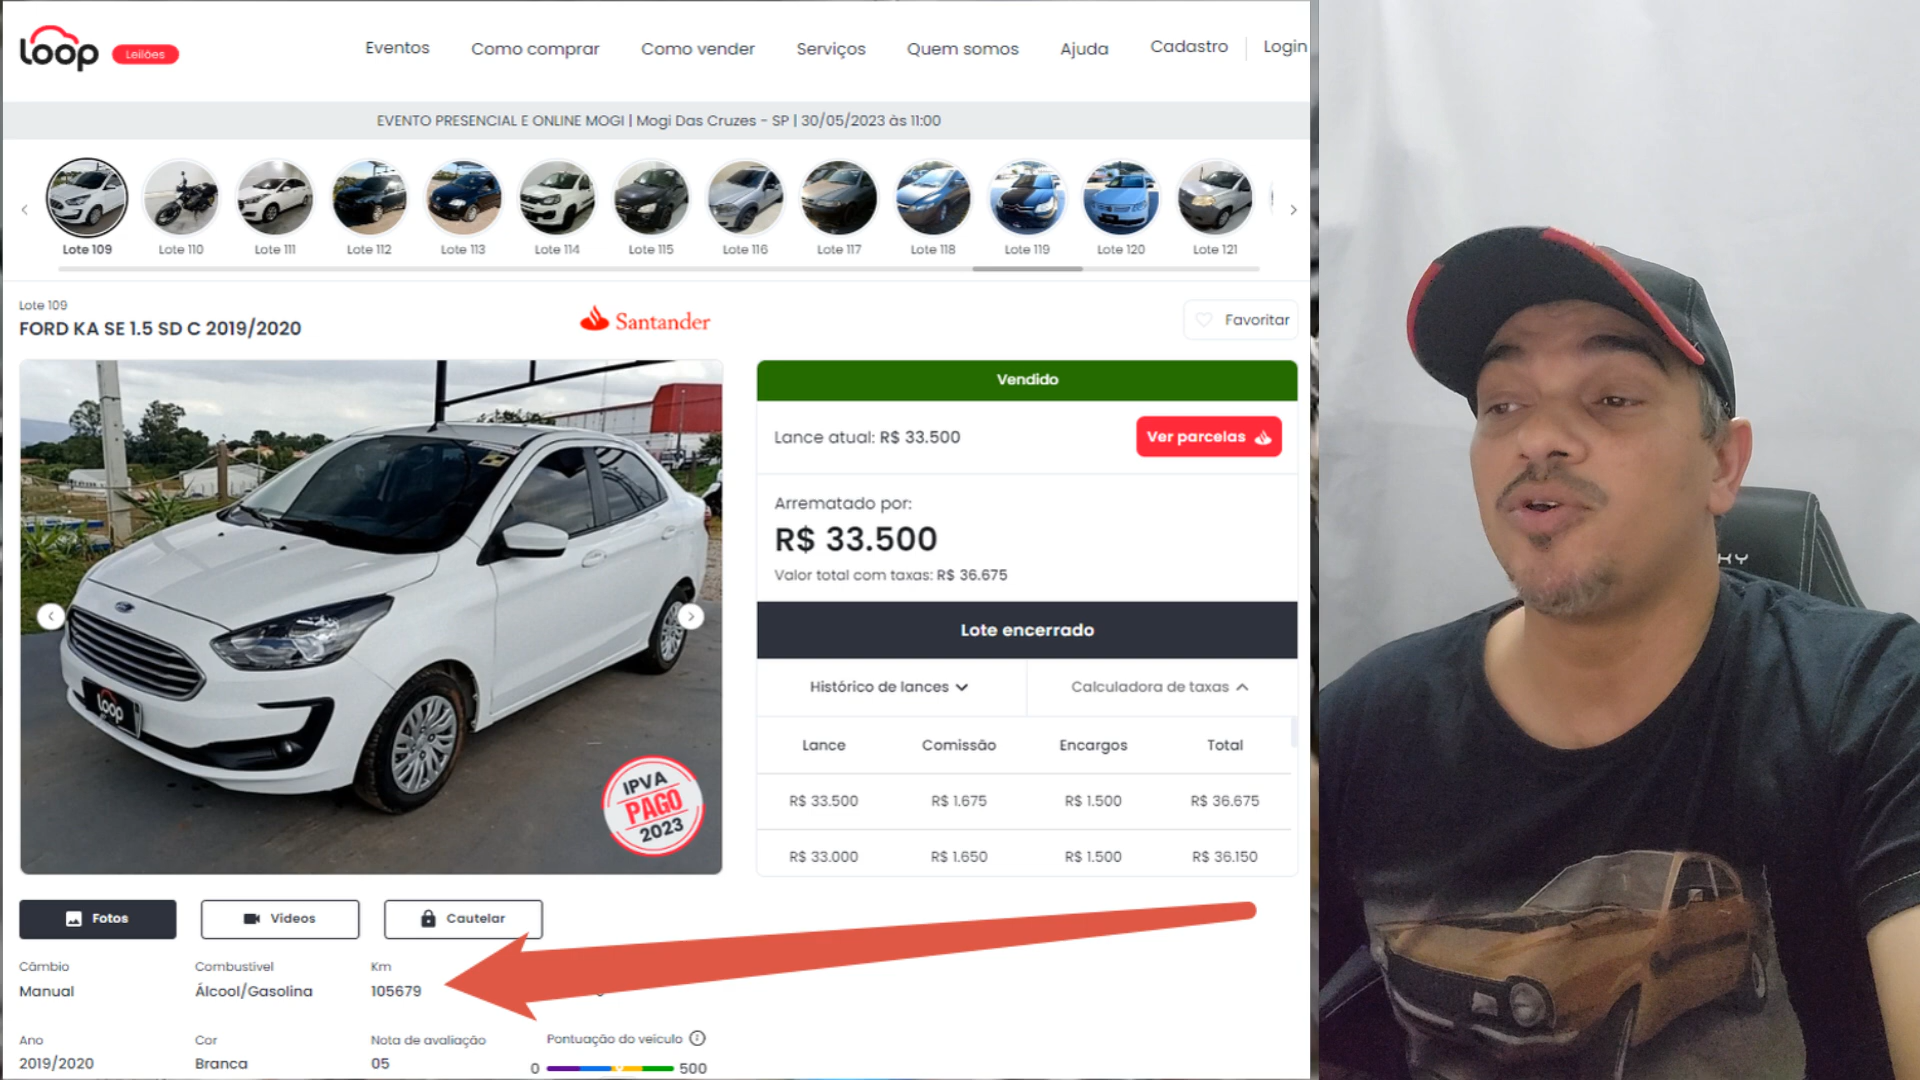 loop Leilões
Eventos Como comprar Como vender Serviços Quem somos Ajuda Cadastro Login
EVENTO PRESENCIAL E ONLINE MOGI | Mogi Das Cruzes - SP | 30/05/2023 às 11:00
Lote 109 Lote 110 Lote 111 Lote 112 Lote 113 Lote 114 Lote 115 Lote 116 Lote 117 Lote 118 Lote 119 Lote 120 Lote 121
Lote 109
FORD KA SE 1.5 SD C 2019/2020
Santander
Favoritar
Vendido
Lance atual: R$ 33.500
Ver parcelas
Arrematado por:
R$ 33.500
Valor total com taxas: R$ 36.675
Lote encerrado
Histórico de lances
Calculadora de taxas
Lance Comissão Encargos Total
R$ 33.500 R$ 1.675 R$ 1.500 R$ 36.675
R$ 33.000 R$ 1.650 R$ 1.500 R$ 36.150
loop
IPVA
PAGO
2023
Fotos
Vídeos
Cautelar
Câmbio Combustível Km
Manual Álcool/Gasolina 105679
Ano Cor Nota de avaliação Pontuação do veículo
2019/2020 Branca 05 0 500
KY